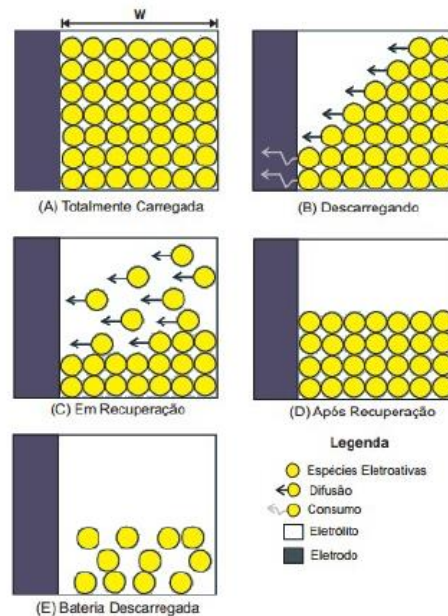 W
(A) Totalmente Carregada
(B) Descarregando
(C) Em Recuperação
(D) Após Recuperação
Legenda
Espécies Eletroativas
Difusão
Consumo
Eletrólito
Eletrodo
(E) Bateria Descarregada